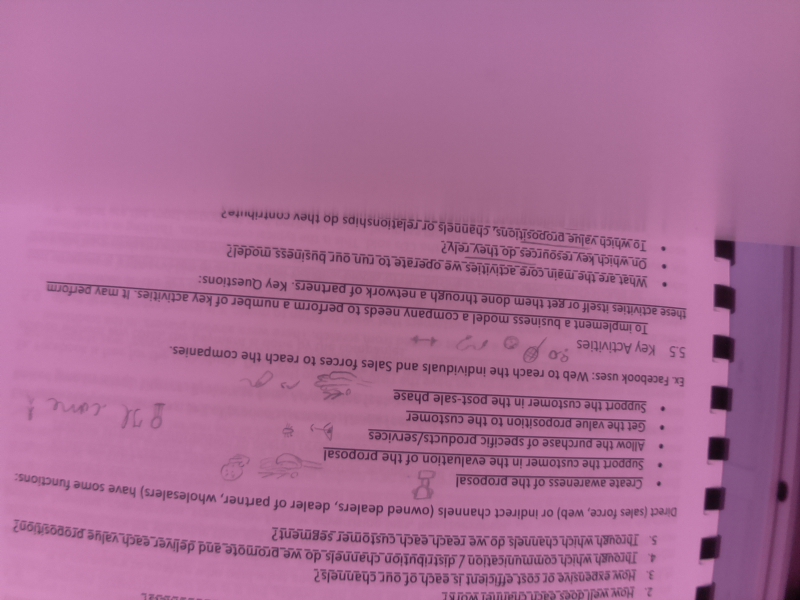 2. How well does each channel work?
3. How expensive or cost efficient is each of our channels?
4. Through which communication / distribution channels do we promote and deliver each value proposition?
5. Through which channels do we reach each customer segment?
Direct (sales force, web) or indirect channels (owned dealers, dealer of partner, wholesalers) have some functions:
• Create awareness of the proposal
• Support the customer in the evaluation of the proposal
• Allow the purchase of specific products/services
• Get the value proposition to the customer
• Support the customer in the post-sale phase
Ex. Facebook uses: Web to reach the individuals and Sales forces to reach the companies.
5.5 Key Activities
To implement a business model a company needs to perform a number of key activities. It may perform
these activities itself or get them done through a network of partners. Key Questions:
• What are the main core activities we operate to run our business model?
• On which key resources do they rely?
• To which value propositions, channels or relationships do they contribute?